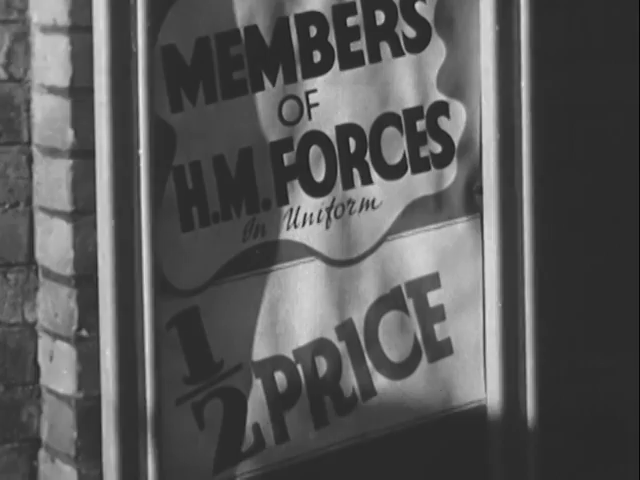 MEMBERS
OF
H.M. FORCES
In Uniform
1/2 PRICE